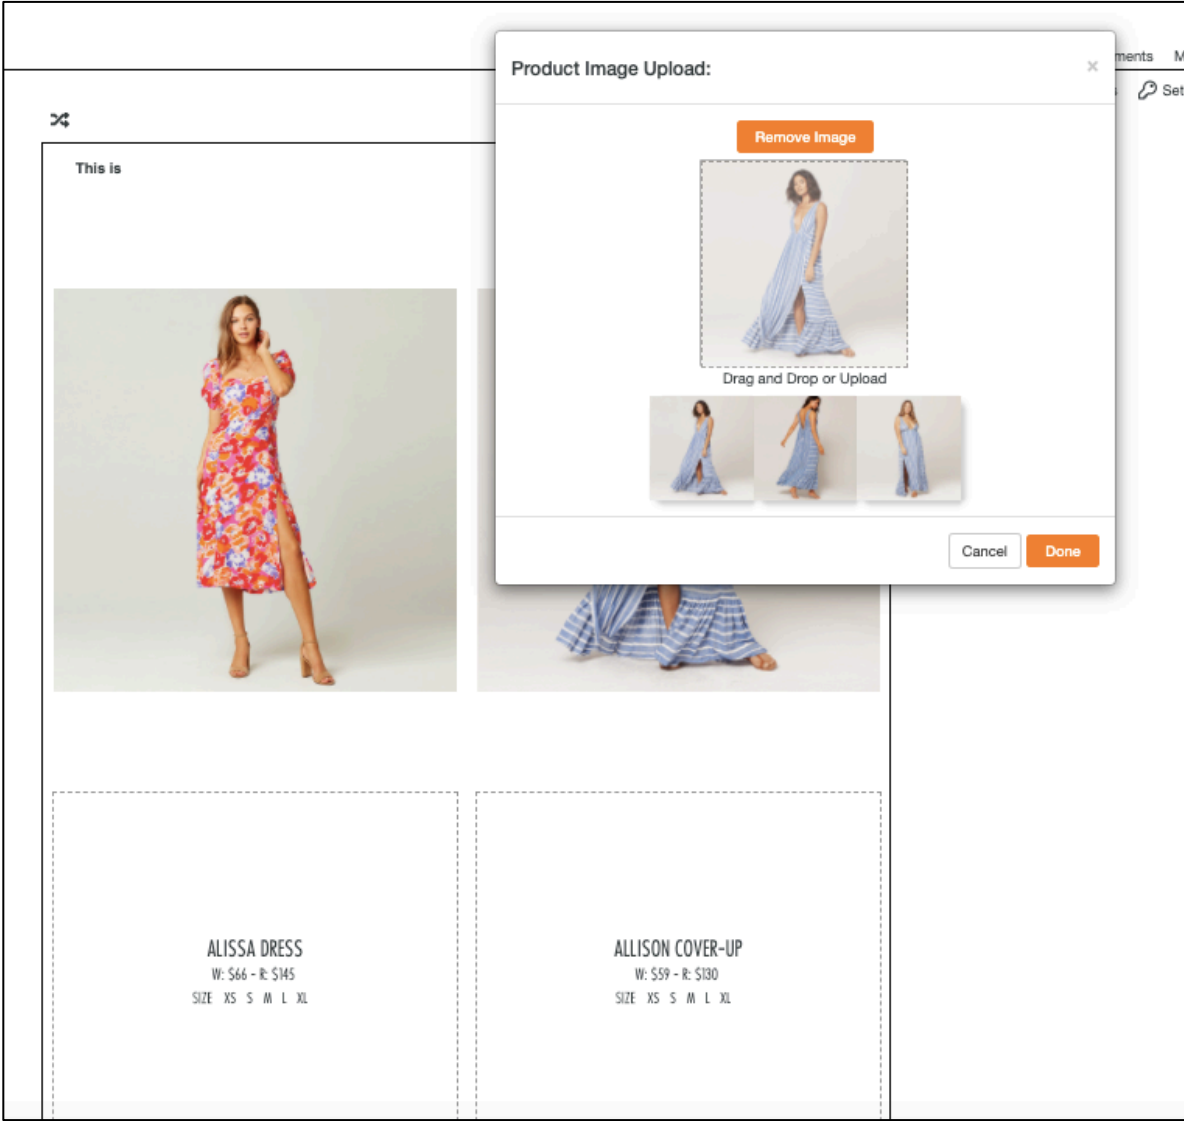 Product Image Upload:
×
ments M
Set
Remove Image
This is
Drag and Drop or Upload
Cancel Done
ALISSA DRESS
W: $66 - R: $145
SIZE XS S M L XL
ALLISON COVER-UP
W: $59 - R: $130
SIZE XS S M L XL